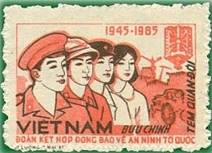 1945-1985
TEM QUÂN ĐỘI
VIETNAM BƯU CHÍNH
ĐOÀN KẾT HỢP ĐỒNG BẢO VỆ AN NINH TỔ QUỐC